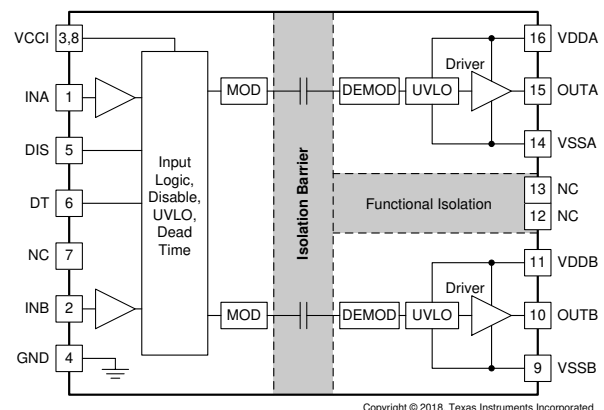 VCCI 3,8
INA 1
DIS 5
DT 6
NC 7
INB 2
GND 4
Input
Logic,
Disable,
UVLO,
Dead
Time
MOD
MOD
Isolation Barrier
DEMOD UVLO
Driver
16 VDDA
15 OUTA
14 VSSA
Functional Isolation
13 NC
12 NC
DEMOD UVLO
Driver
11 VDDB
10 OUTB
9 VSSB
Copyright © 2018, Texas Instruments Incorporated